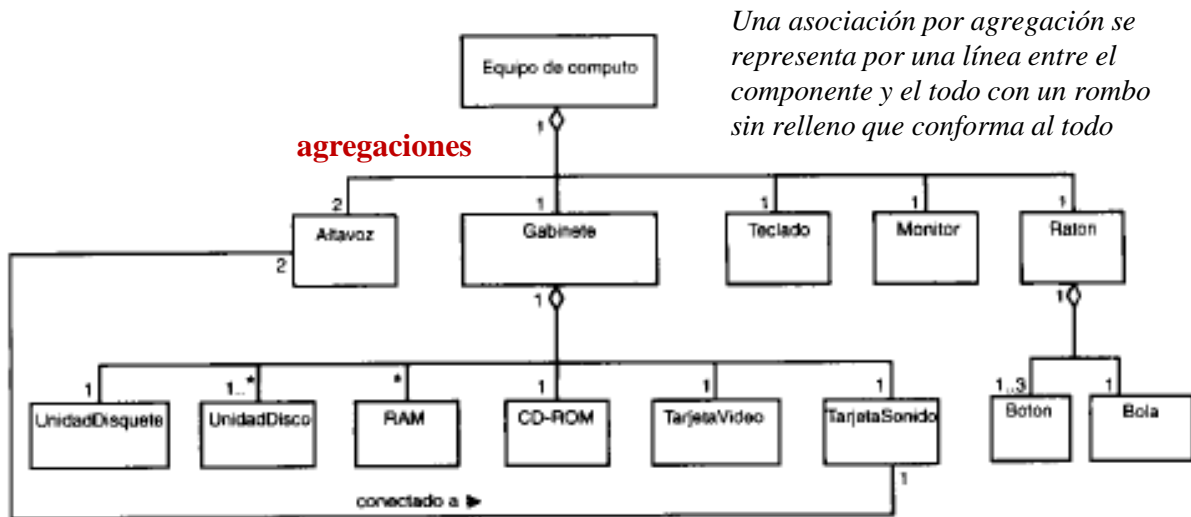 Una asociación por agregación se
representa por una línea entre el
componente y el todo con un rombo
sin relleno que conforma al todo
Equipo de computo
1
agregaciones
2 1 1 1 1
Altavoz Gabinete Teclado Monitor Raton
2
1 1
1 1..* * 1 1 1 1..3 1
UnidadDisquete UnidadDisco RAM CD-ROM TarjetaVideo TarjetaSonido Boton Bola
1
conectado a ►